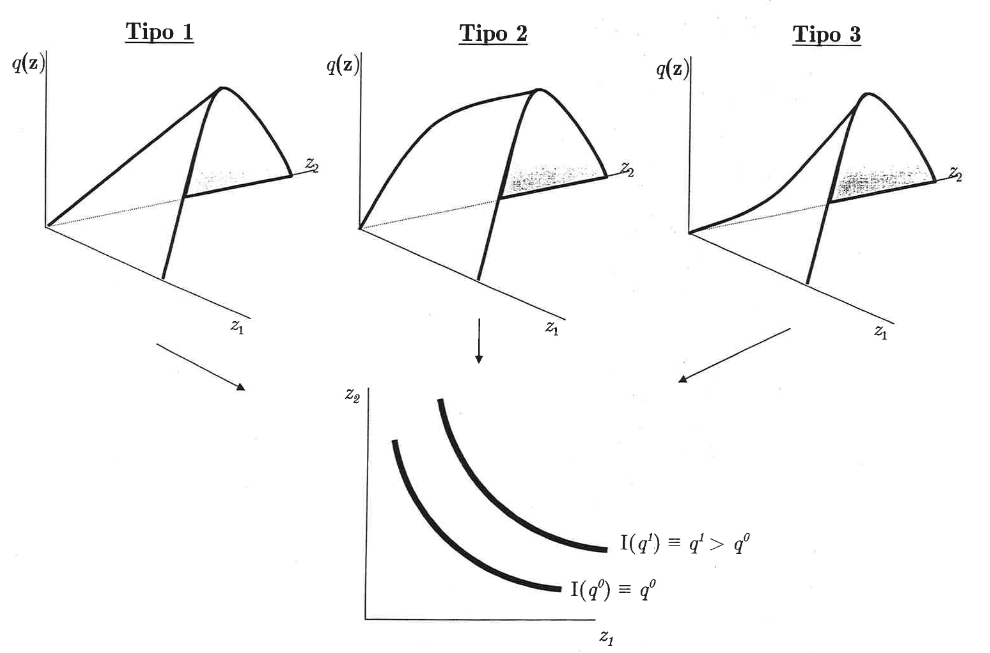 Tipo 1
Tipo 2
Tipo 3
q(z)
q(z)
q(z)
z₂
z₂
z₂
z₁
z₁
z₁
z₂
I(q¹) ≡ q¹ > q⁰
I(q⁰) ≡ q⁰
z₁